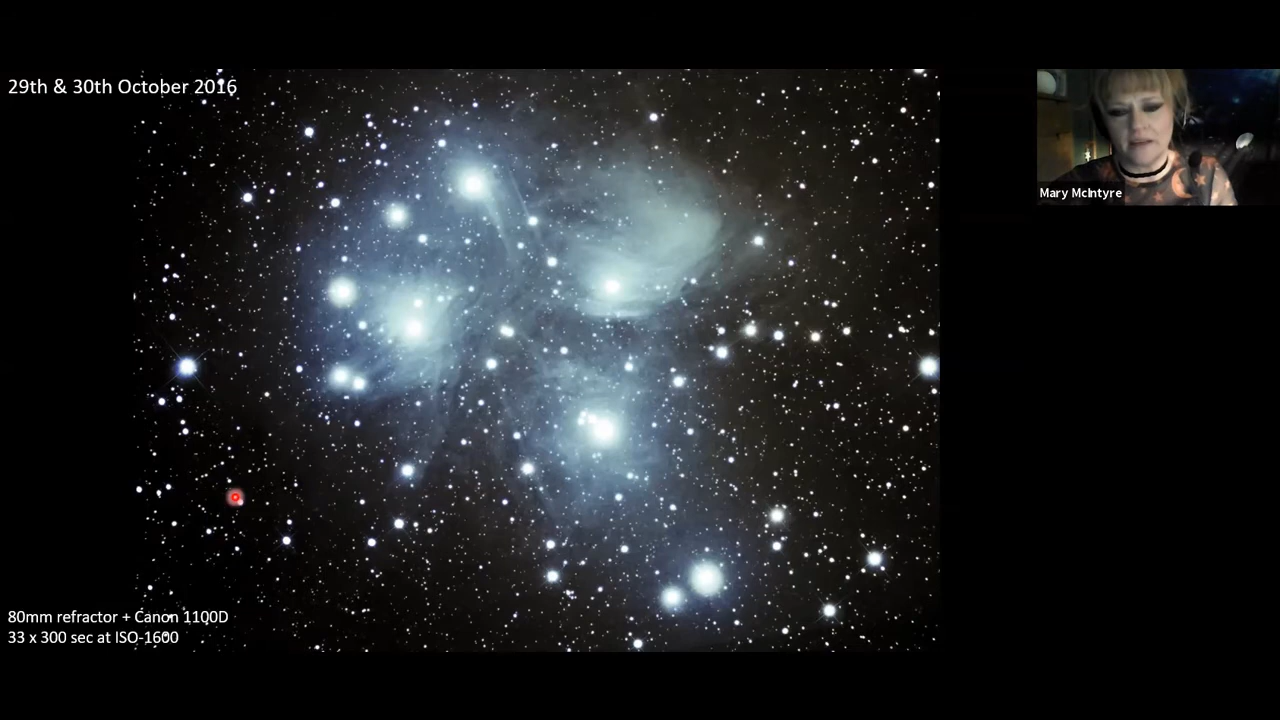 29th & 30th October 2016
Mary McIntyre
80mm refractor + Canon 1100D
33 x 300 sec at ISO-1600